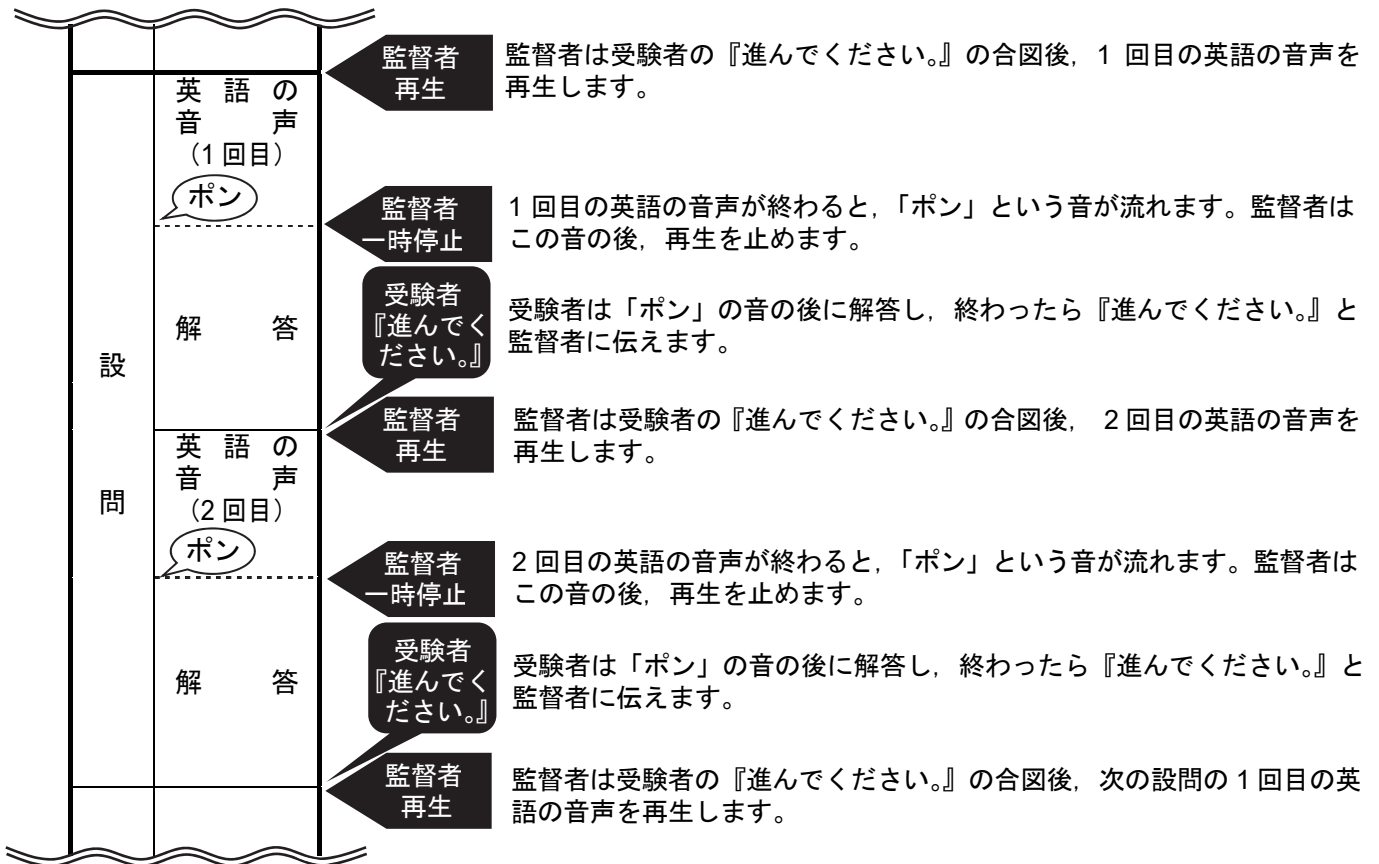 監督者
再生
監督者は受験者の『進んでください。』の合図後，1 回目の英語の音声を
再生します。
英語の
音声
（1 回目）
ポン
監督者
一時停止
1 回目の英語の音声が終わると，「ポン」という音が流れます。監督者は
この音の後，再生を止めます。
解答
受験者
『進んでく
ださい。』
受験者は「ポン」の音の後に解答し，終わったら『進んでください。』と
監督者に伝えます。
設問
監督者
再生
監督者は受験者の『進んでください。』の合図後， 2 回目の英語の音声を
再生します。
英語の
音声
（2 回目）
ポン
監督者
一時停止
2 回目の英語の音声が終わると，「ポン」という音が流れます。監督者は
この音の後，再生を止めます。
解答
受験者
『進んでく
ださい。』
受験者は「ポン」の音の後に解答し，終わったら『進んでください。』と
監督者に伝えます。
監督者
再生
監督者は受験者の『進んでください。』の合図後，次の設問の 1 回目の英
語の音声を再生します。